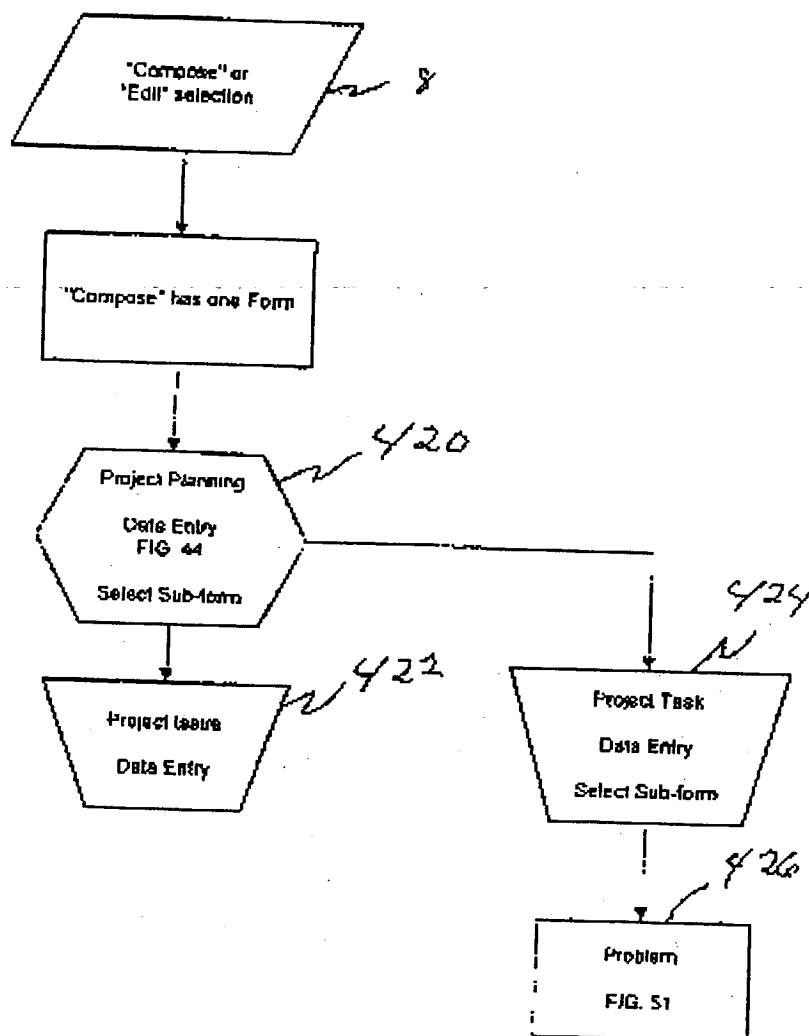 "Compose" or
"Edit" selection
8
"Compose" has one Form
420
Project Planning
Data Entry
FIG. 44
Select Sub-form
424
422
Project Issue
Data Entry
Project Task
Data Entry
Select Sub-form
426
Problem
FIG. 51